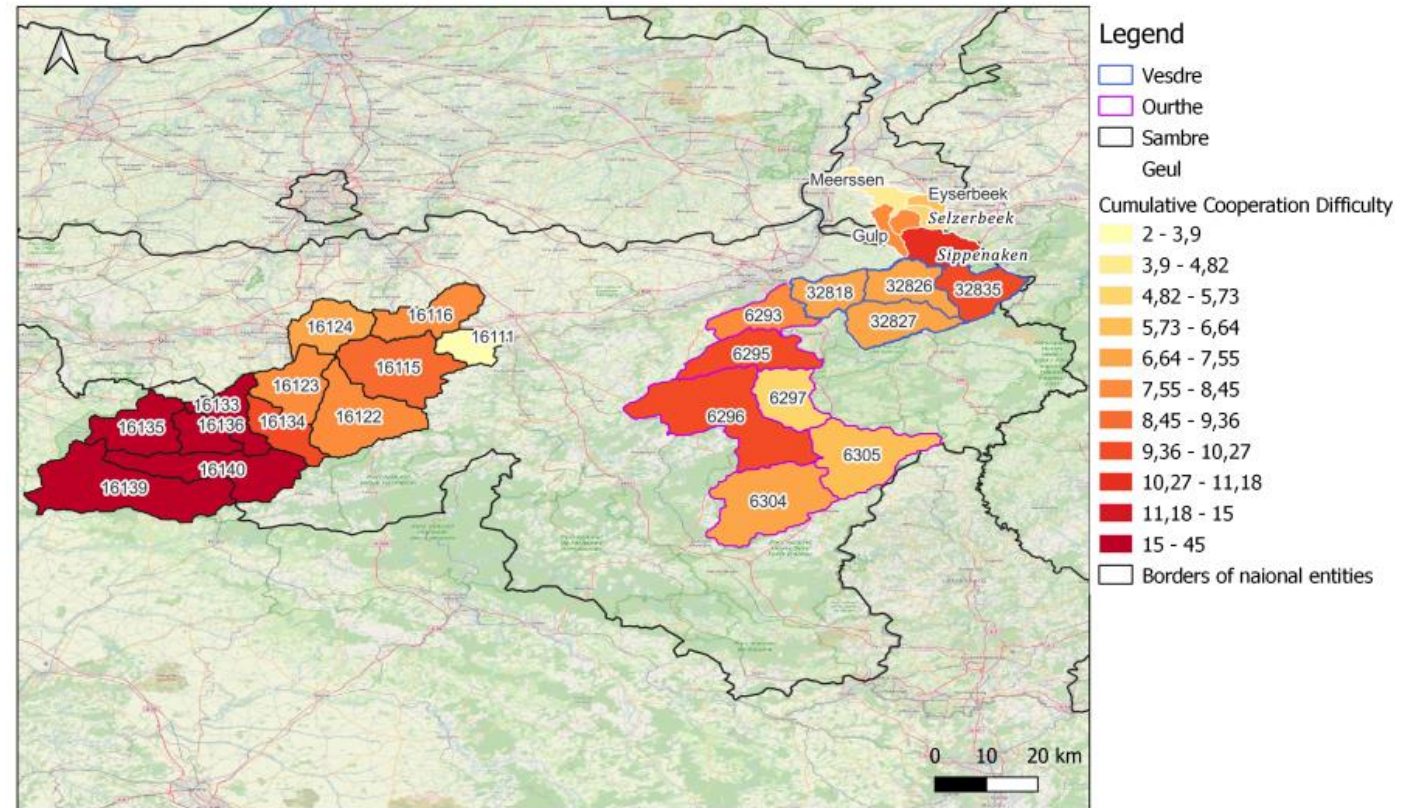 Meerssen
Eyserbeek
Selzerbeek
Gulp
Sippenaken
32818
32826
32835
32827
6293
6295
6297
6296
6305
6304
16124
16116
16111
16115
16123
16122
16133
16134
16135
16136
16140
16139
0 10 20 km
Legend
Vesdre
Ourthe
Sambre
Geul
Cumulative Cooperation Difficulty
2 - 3,9
3,9 - 4,82
4,82 - 5,73
5,73 - 6,64
6,64 - 7,55
7,55 - 8,45
8,45 - 9,36
9,36 - 10,27
10,27 - 11,18
11,18 - 15
15 - 45
Borders of naional entities